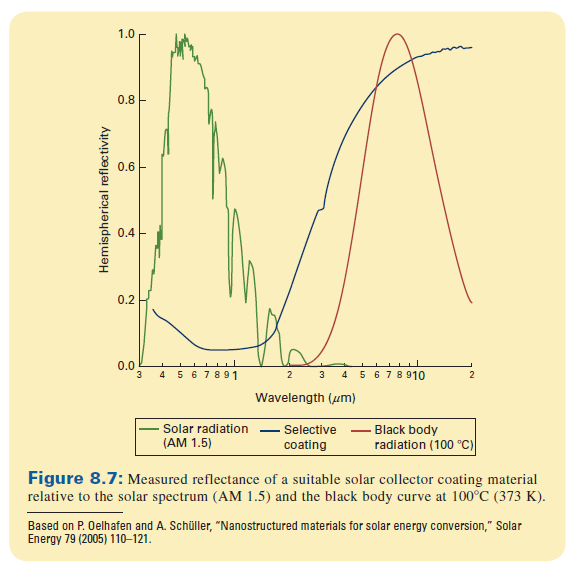 1.0
0.8
0.6
0.4
0.2
0.0
Hemispherical reflectivity
3 4 5 6 7 8 9 1 2 3 4 5 6 7 8 9 10 2
Wavelength (μm)
Solar radiation (AM 1.5)
Selective coating
Black body radiation (100 °C)
Figure 8.7: Measured reflectance of a suitable solar collector coating material
relative to the solar spectrum (AM 1.5) and the black body curve at 100°C (373 K).
Based on P. Oelhafen and A. Schüller, "Nanostructured materials for solar energy conversion," Solar
Energy 79 (2005) 110–121.